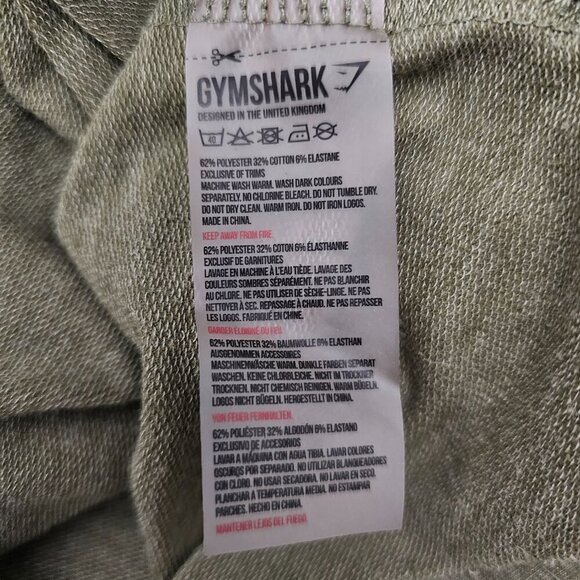 GYMSHARK
DESIGNED IN THE UNITED KINGDOM
40
62% POLYESTER 32% COTTON 6% ELASTANE
EXCLUSIVE OF TRIMS
MACHINE WASH WARM. WASH DARK COLOURS
SEPARATELY. NO CHLORINE BLEACH. DO NOT TUMBLE DRY.
DO NOT DRY CLEAN. WARM IRON. DO NOT IRON LOGOS.
MADE IN CHINA.
KEEP AWAY FROM FIRE.
62% POLYESTER 32% COTON 6% ÉLASTHANNE
EXCLUSIF DE GARNITURES
LAVAGE EN MACHINE À L'EAU TIÈDE. LAVAGE DES
COULEURS SOMBRES SÉPARÉMENT. NE PAS BLANCHIR
AU CHLORE. NE PAS UTILISER DE SÈCHE-LINGE. NE PAS
NETTOYER À SEC. REPASSAGE À CHAUD. NE PAS REPASSER
LES LOGOS. FABRIQUÉ EN CHINE.
GARDER ÉLOIGNÉ DU FEU.
62% POLYESTER 32% BAUMWOLLE 6% ELASTHAN
AUSGENOMMEN ACCESSOIRES
MASCHINENWÄSCHE WARM. DUNKLE FARBEN SEPARAT
WASCHEN. KEINE CHLORBLEICHE. NICHT IM TROCKNER
TROCKNEN. NICHT CHEMISCH REINIGEN. WARM BÜGELN.
LOGOS NICHT BÜGELN. HERGESTELLT IN CHINA.
VON FEUER FERNHALTEN.
62% POLIÉSTER 32% ALGODÓN 6% ELASTANO
EXCLUSIVO DE ACCESORIOS
LAVAR A MÁQUINA CON AGUA TIBIA. LAVAR COLORES
OSCUROS POR SEPARADO. NO UTILIZAR BLANQUEADORES
CON CLORO. NO USAR SECADORA. NO LAVAR EN SECO.
PLANCHAR A TEMPERATURA MEDIA. NO ESTAMPAR
PARCHES. HECHO EN CHINA.
MANTENER LEJOS DEL FUEGO.